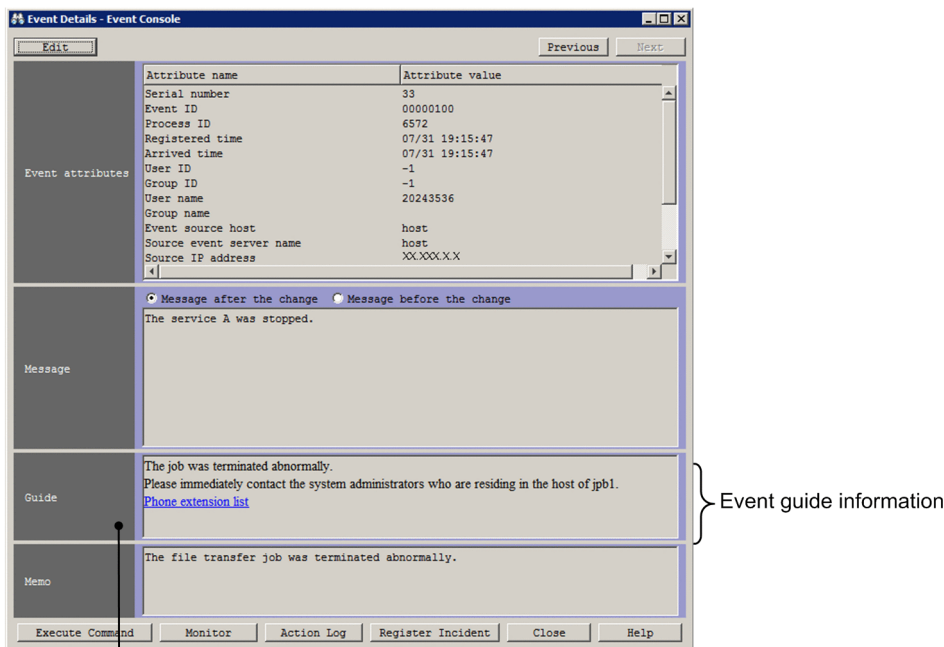 Event Details - Event Console
Edit
Previous
Next
Attribute name Attribute value
Serial number 33
Event ID 00000100
Process ID 6572
Registered time 07/31 19:15:47
Arrived time 07/31 19:15:47
User ID -1
Group ID -1
User name 20243536
Group name
Event source host host
Source event server name host
Source IP address XX.XXX.X.X
Event attributes
Message after the change Message before the change
The service A was stopped.
Message
The job was terminated abnormally.
Please immediately contact the system administrators who are residing in the host of jpb1.
Phone extension list
Guide
Event guide information
The file transfer job was terminated abnormally.
Memo
Execute Command Monitor Action Log Register Incident Close Help